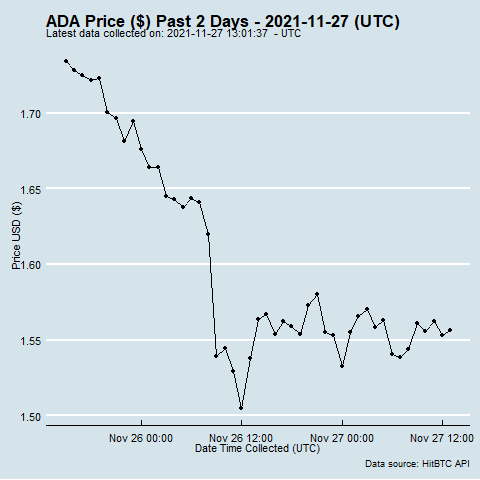 ADA Price ($) Past 2 Days - 2021-11-27 (UTC)
Latest data collected on: 2021-11-27 13:01:37 - UTC
1.70
1.65
1.60
1.55
1.50
Price USD ($)
Nov 26 00:00 Nov 26 12:00 Nov 27 00:00 Nov 27 12:00
Date Time Collected (UTC)
Data source: HitBTC API